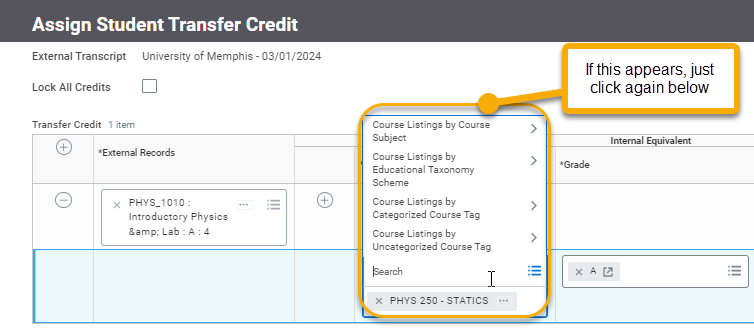 Assign Student Transfer Credit
External Transcript University of Memphis - 03/01/2024
Lock All Credits
If this appears, just
click again below
Transfer Credit 1 item
Internal Equivalent
*External Records
*Grade
Course Listings by Course
Subject
Course Listings by
Educational Taxonomy
Scheme
Course Listings by
Categorized Course Tag
Course Listings by
Uncategorized Course Tag
PHYS_1010 :
Introductory Physics
&amp; Lab : A : 4
Search
A
PHYS 250 - STATICS